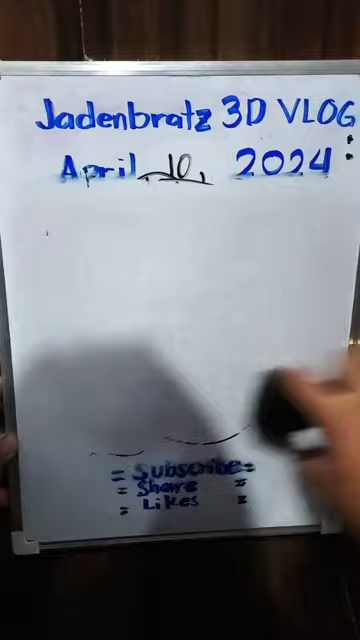 Jadenbratz 3D VLOG :
April 10, 2024
= Subscribe =
= Share =
= Likes =